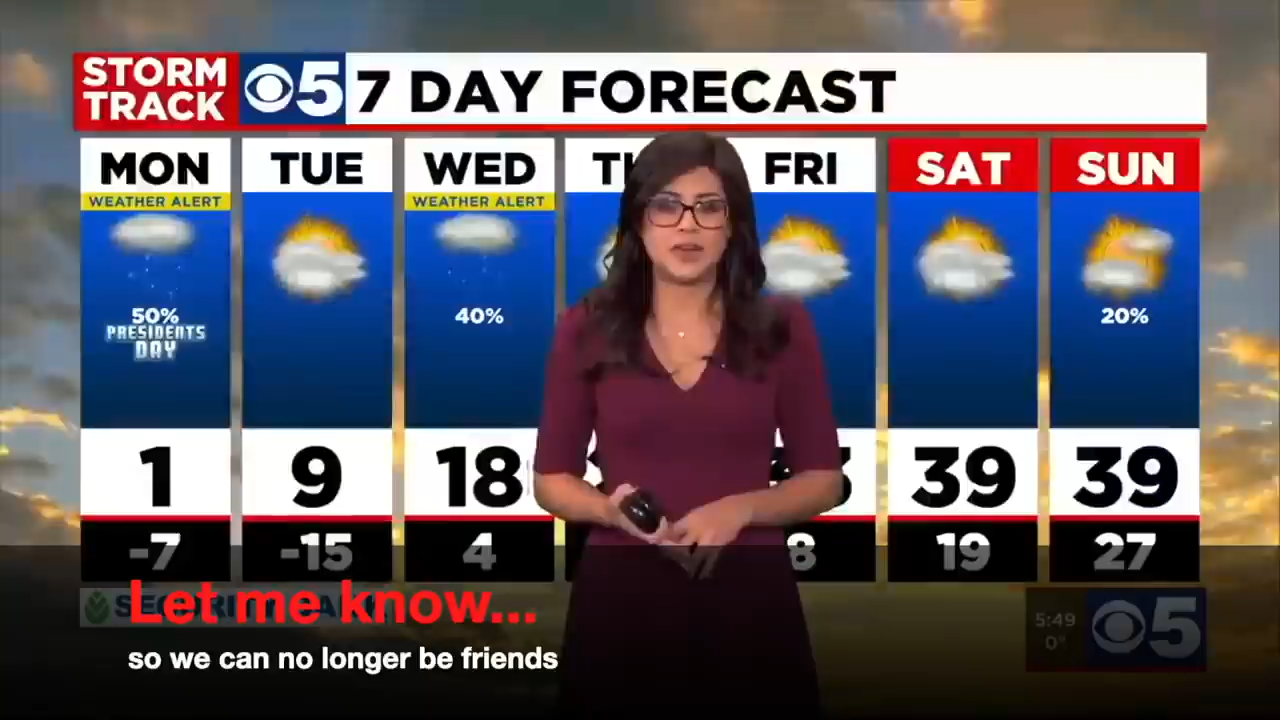 STORM
TRACK
5
7 DAY FORECAST
MON
TUE
WED
FRI
SAT
SUN
WEATHER ALERT
WEATHER ALERT
50%
40%
20%
PRESIDENTS
DAY
1
9
18
39
39
-7
-15
4
8
19
27
Let me know...
so we can no longer be friends
5:49
0°
5